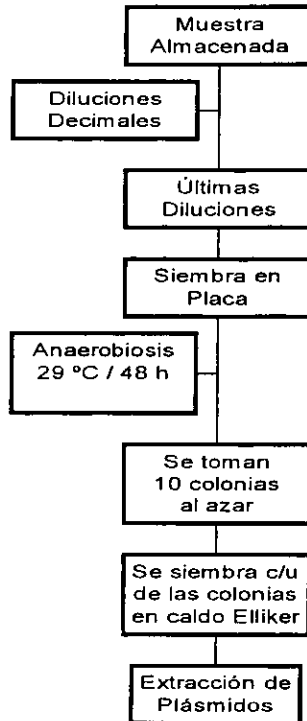 Muestra
Almacenada
Diluciones
Decimales
Últimas
Diluciones
Siembra en
Placa
Anaerobiosis
29 ºC / 48 h
Se toman
10 colonias
al azar
Se siembra c/u
de las colonias
en caldo Elliker
Extracción de
Plásmidos